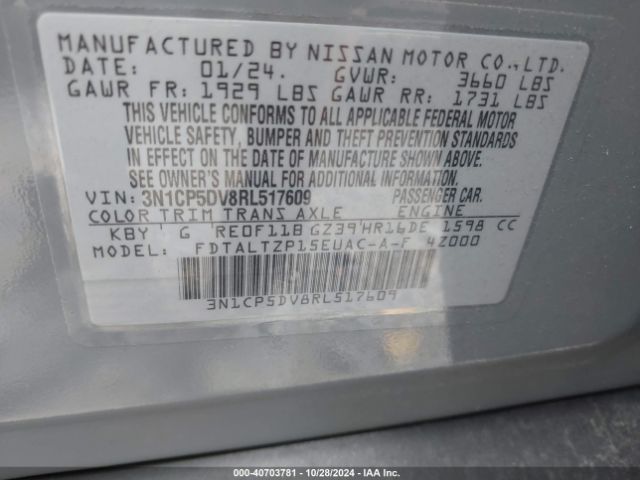 MANUFACTURED BY NISSAN MOTOR CO.,LTD.
DATE: 01/24. GVWR: 3660 LBS
GAWR FR: 1929 LBS GAWR RR: 1731 LBS
THIS VEHICLE CONFORMS TO ALL APPLICABLE FEDERAL MOTOR
VEHICLE SAFETY, BUMPER AND THEFT PREVENTION STANDARDS
IN EFFECT ON THE DATE OF MANUFACTURE SHOWN ABOVE.
SEE OWNER'S MANUAL FOR ADDITIONAL INFORMATION.
VIN: 3N1CP5DV8RL517609 PASSENGER CAR.
COLOR TRIM TRANS AXLE ENGINE
KBY G RE0F11B GZ39 HR16DE 1598 CC
MODEL: FDTALTZP15EUAC-A-F 4Z000
3N1CP5DV8RL517609
000-40703781 | 10/28/2024 | IAA Inc.